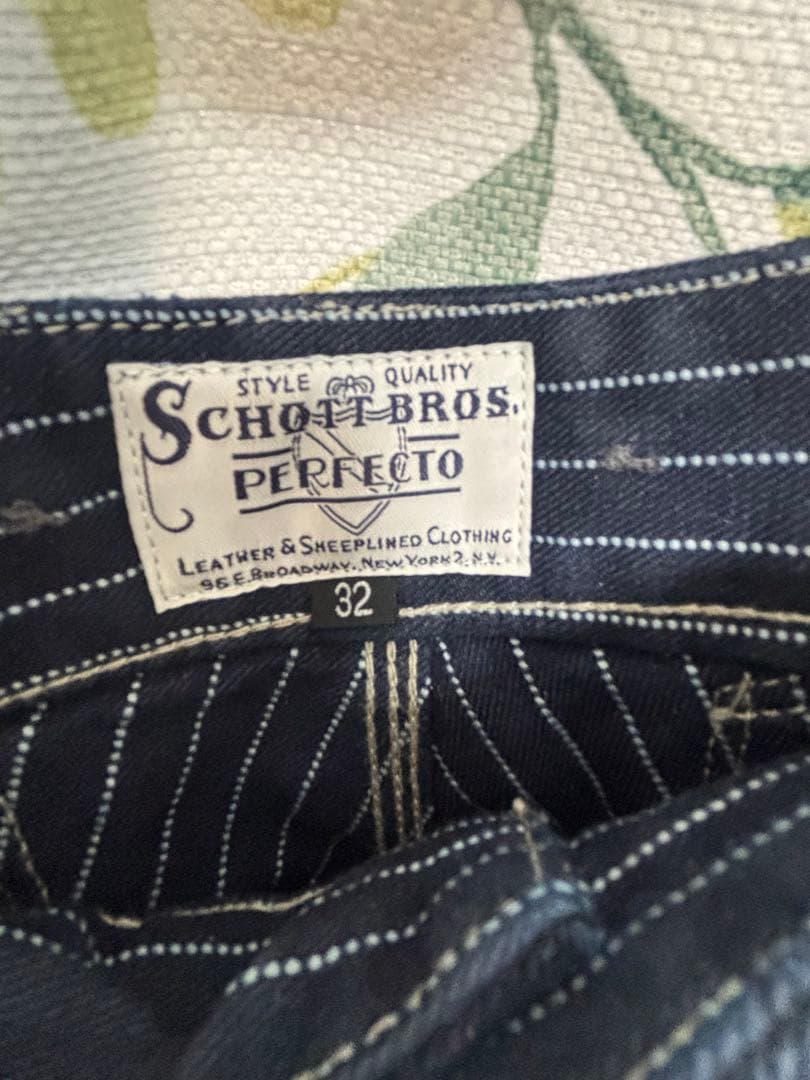 STYLE QUALITY
SCHOTT BROS.
PERFECTO
LEATHER & SHEEPLINED CLOTHING
96 E. BROADWAY. NEW YORK 2. N.Y.
32